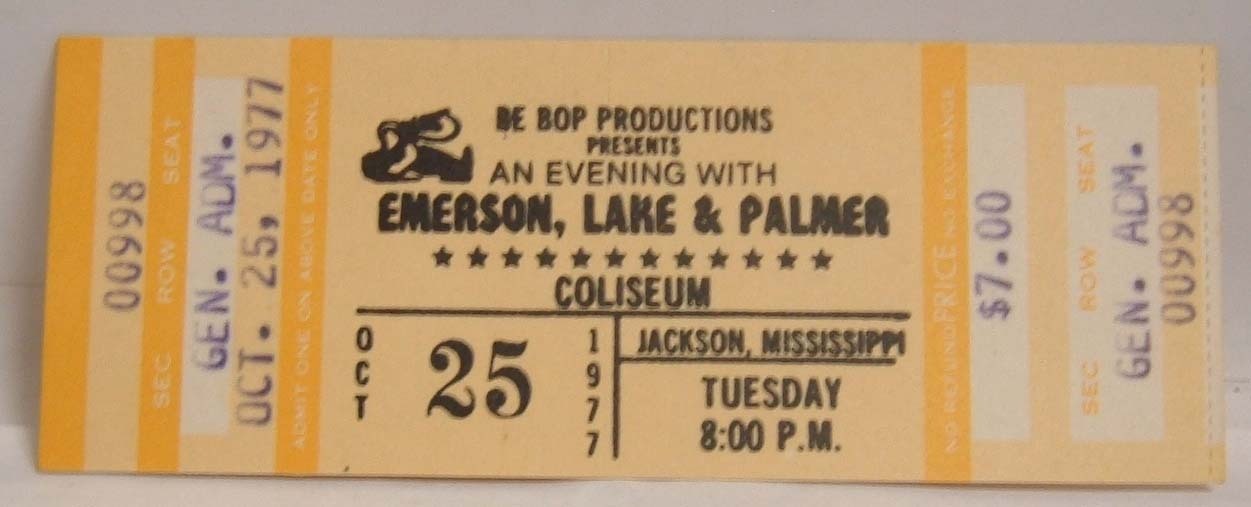 00998
SEC ROW SEAT
GEN. ADM.
OCT. 25, 1977
ADMIT ONE ON ABOVE DATE ONLY
BE BOP PRODUCTIONS
PRESENTS
AN EVENING WITH
EMERSON, LAKE & PALMER
COLISEUM
OCT
25
1977
JACKSON, MISSISSIPPI
TUESDAY
8:00 P.M.
NO REFUND PRICE NO EXCHANGE
$7.00
SEC ROW SEAT
GEN. ADM.
00998